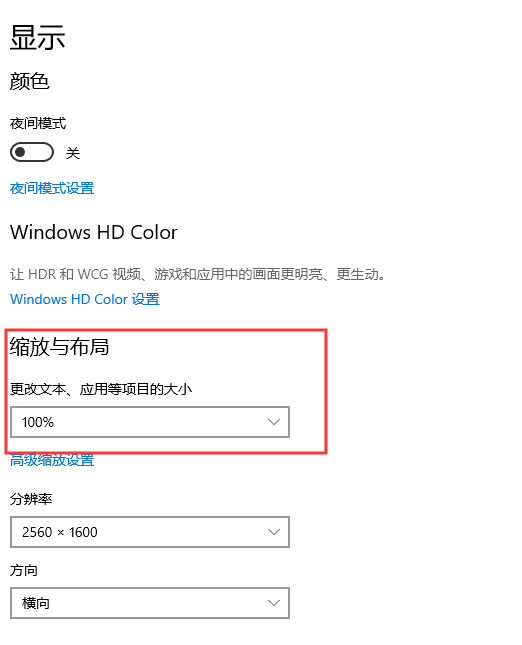 显示
颜色
夜间模式
关
夜间模式设置
Windows HD Color
让 HDR 和 WCG 视频、游戏和应用中的画面更明亮、更生动。
Windows HD Color 设置
缩放与布局
更改文本、应用等项目的大小
100%
高级缩放设置
分辨率
2560 × 1600
方向
横向